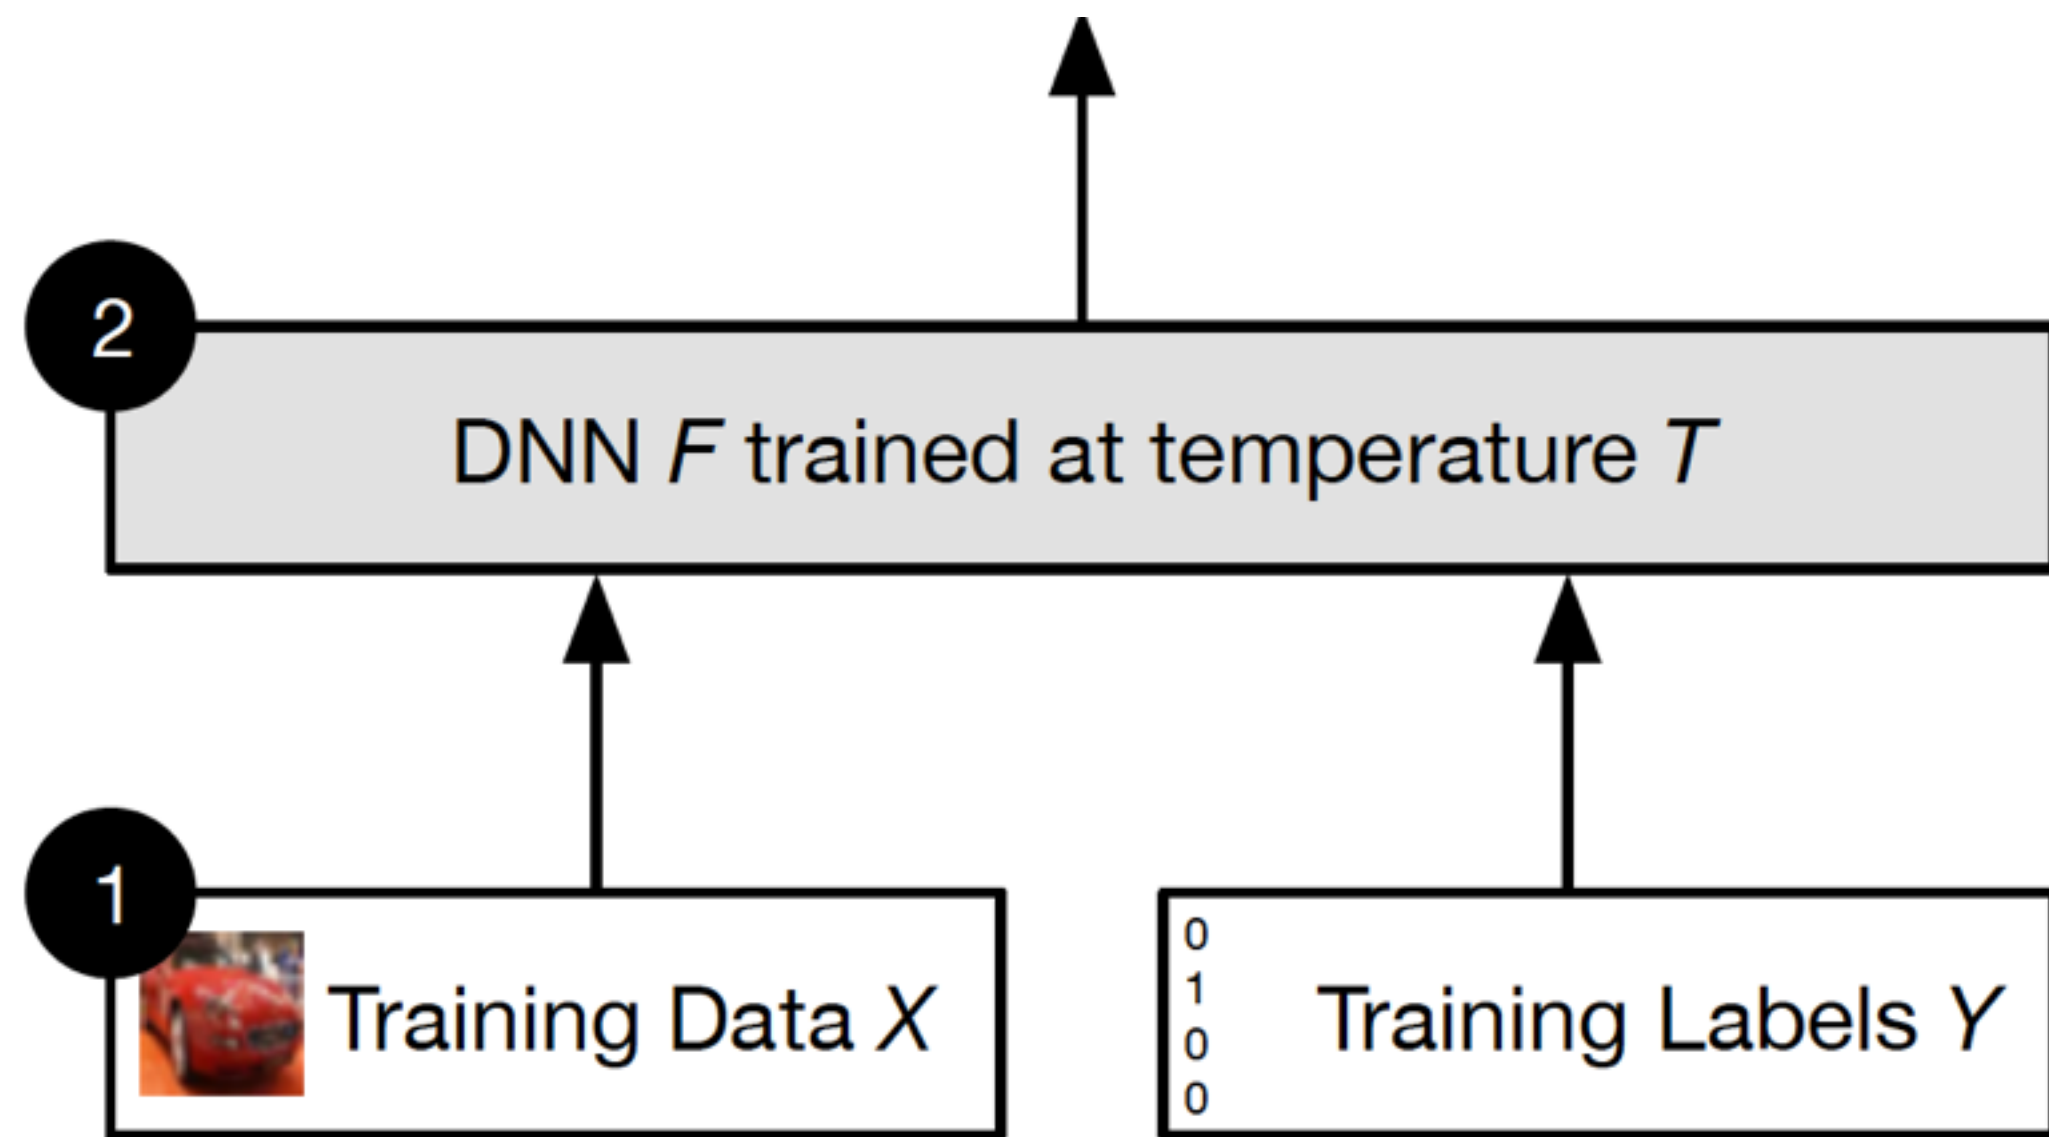 2
DNN F trained at temperature T
1
Training Data X
0
1
0
0
Training Labels Y